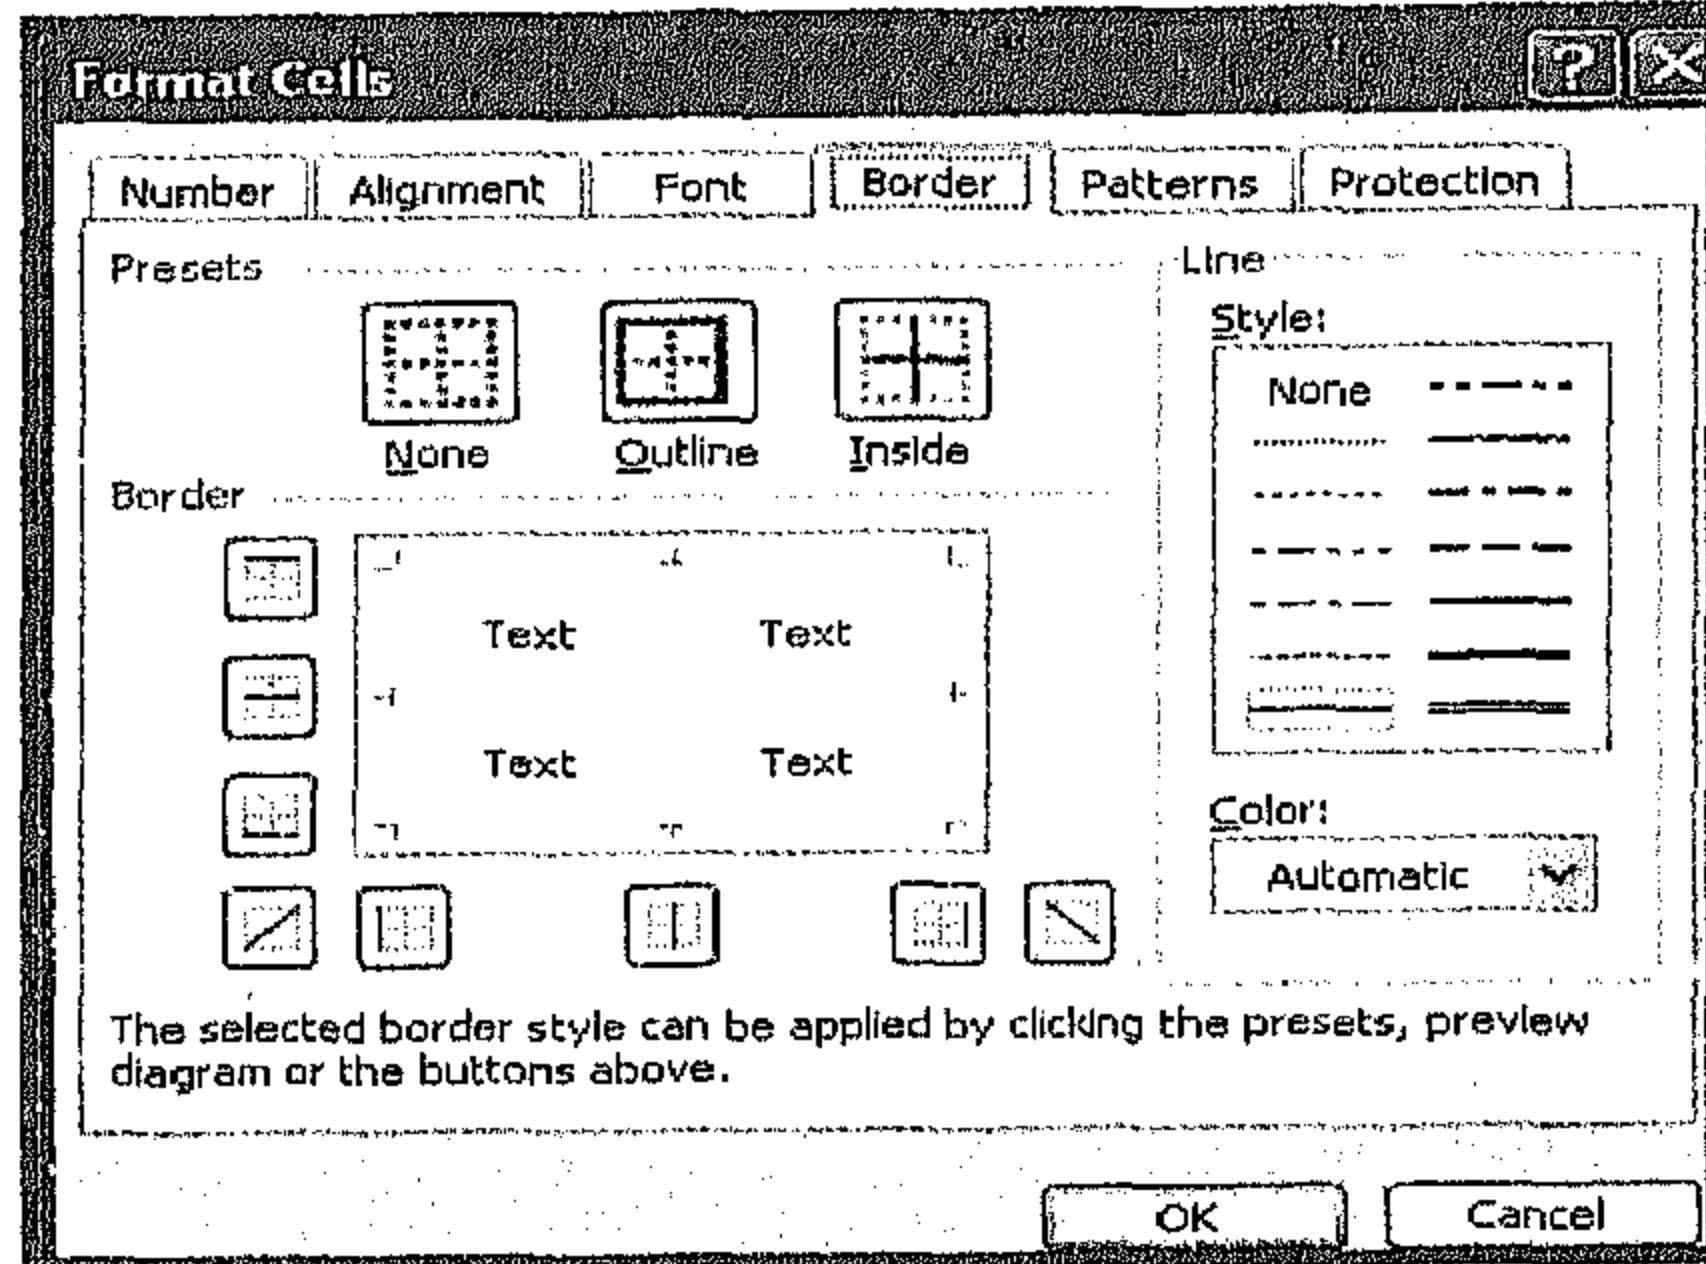 Format Cells
Number Alignment Font Border Patterns Protection
Presets
Line
Style:
None
None Outline Inside
Border
Text Text
Text Text
Color:
Automatic
The selected border style can be applied by clicking the presets, preview
diagram or the buttons above.
OK Cancel